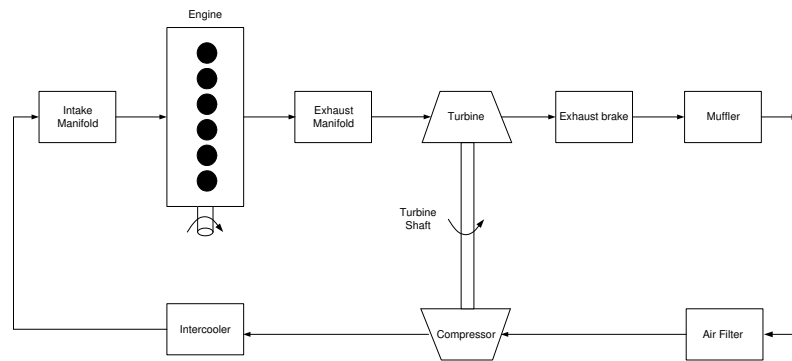 Engine
Intake
Manifold
Exhaust
Manifold
Turbine
Exhaust brake
Muffler
Turbine
Shaft
Intercooler
Compressor
Air Filter